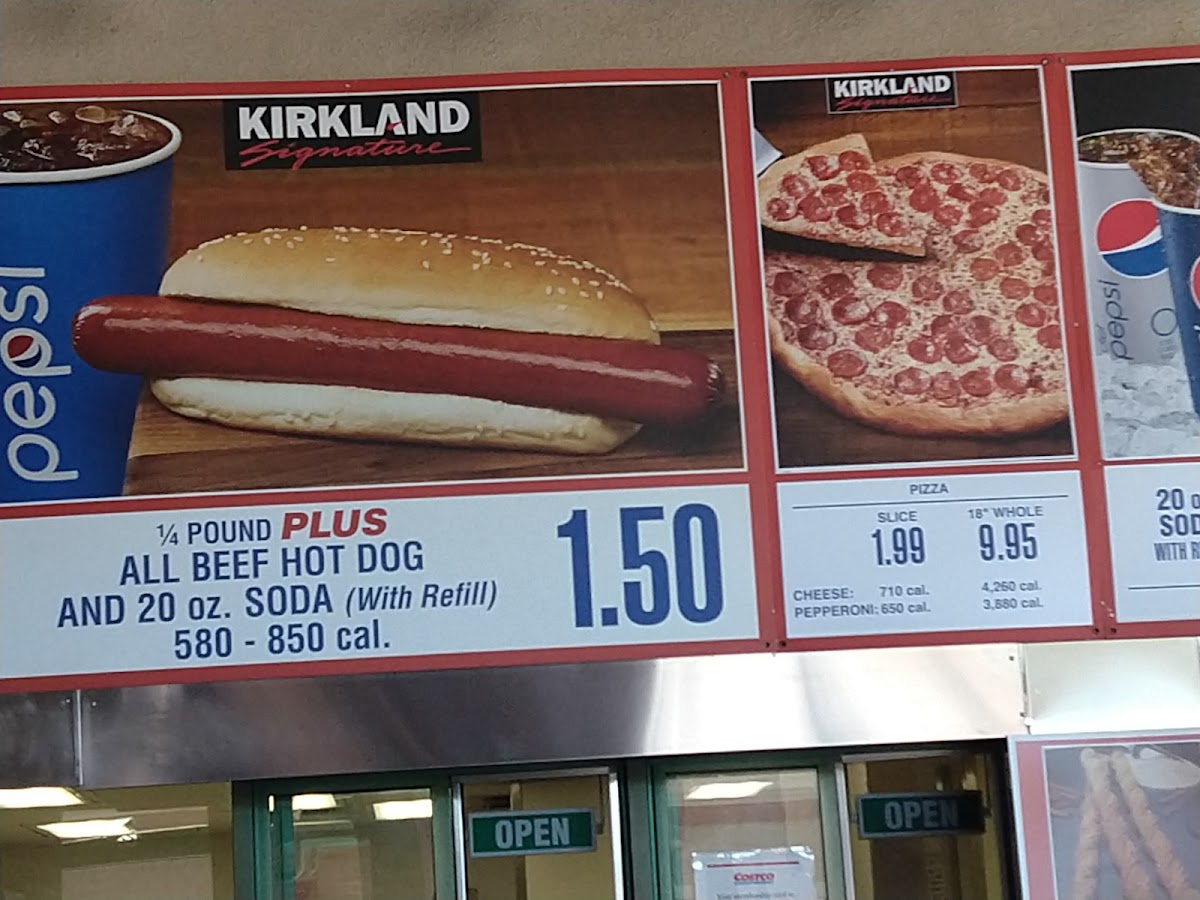 KIRKLAND
Signature
pepsi
1/4 POUND PLUS
ALL BEEF HOT DOG
AND 20 oz. SODA (With Refill)
580 - 850 cal.
1.50
KIRKLAND
Signature
PIZZA
SLICE 18" WHOLE
1.99 9.95
CHEESE: 710 cal. 4,260 cal.
PEPPERONI: 650 cal. 3,880 cal.
pepsi
20
SOD
WITH R
OPEN
OPEN
COSTCO